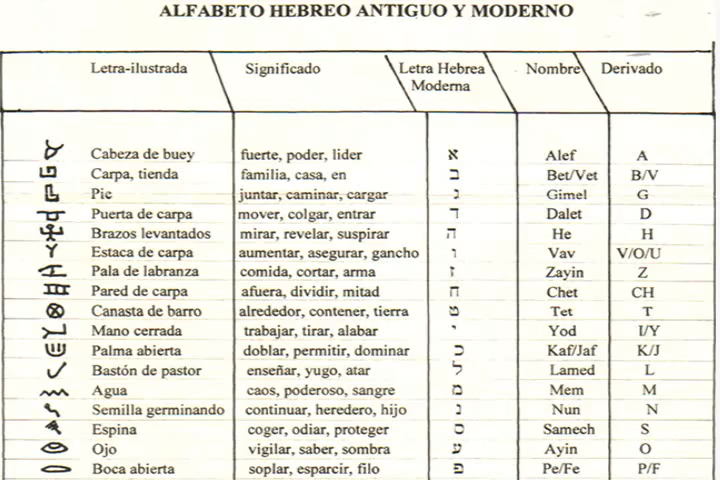 ALFABETO HEBREO ANTIGUO Y MODERNO
Letra-ilustrada Significado Letra Hebrea Moderna Nombre Derivado
Cabeza de buey fuerte, poder, lider א Alef A
Carpa, tienda familia, casa, en ב Bet/Vet B/V
Pie juntar, caminar, cargar ג Gimel G
Puerta de carpa mover, colgar, entrar ד Dalet D
Brazos levantados mirar, revelar, suspirar ה He H
Estaca de carpa aumentar, asegurar, gancho ו Vav V/O/U
Pala de labranza comida, cortar, arma ז Zayin Z
Pared de carpa afuera, dividir, mitad ח Chet CH
Canasta de barro alrededor, contener, tierra ט Tet T
Mano cerrada trabajar, tirar, alabar י Yod I/Y
Palma abierta doblar, permitir, dominar כ Kaf/Jaf K/J
Bastón de pastor enseñar, yugo, atar ל Lamed L
Agua caos, poderoso, sangre מ Mem M
Semilla germinando continuar, heredero, hijo נ Nun N
Espina coger, odiar, proteger ס Samech S
Ojo vigilar, saber, sombra ע Ayin O
Boca abierta soplar, esparcir, filo פ Pe/Fe P/F